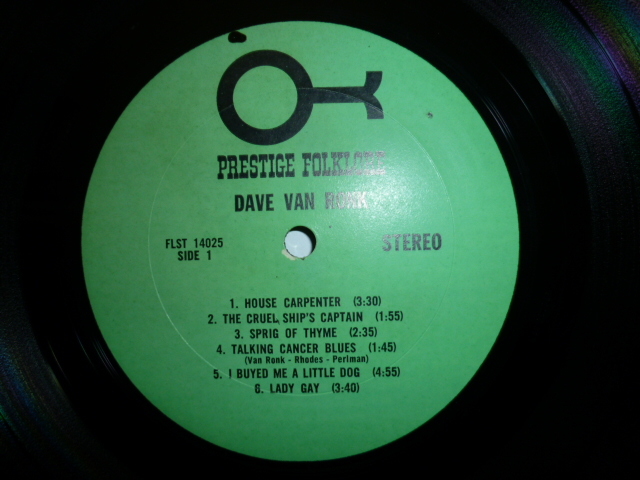 PRESTIGE FOLKLORE
DAVE VAN RONK
FLST 14025
SIDE 1
STEREO
1. HOUSE CARPENTER (3:30)
2. THE CRUEL SHIP'S CAPTAIN (1:55)
3. SPRIG OF THYME (2:35)
4. TALKING CANCER BLUES (1:45)
(Van Ronk - Rhodes - Perlman)
5. I BUYED ME A LITTLE DOG (4:55)
6. LADY GAY (3:40)